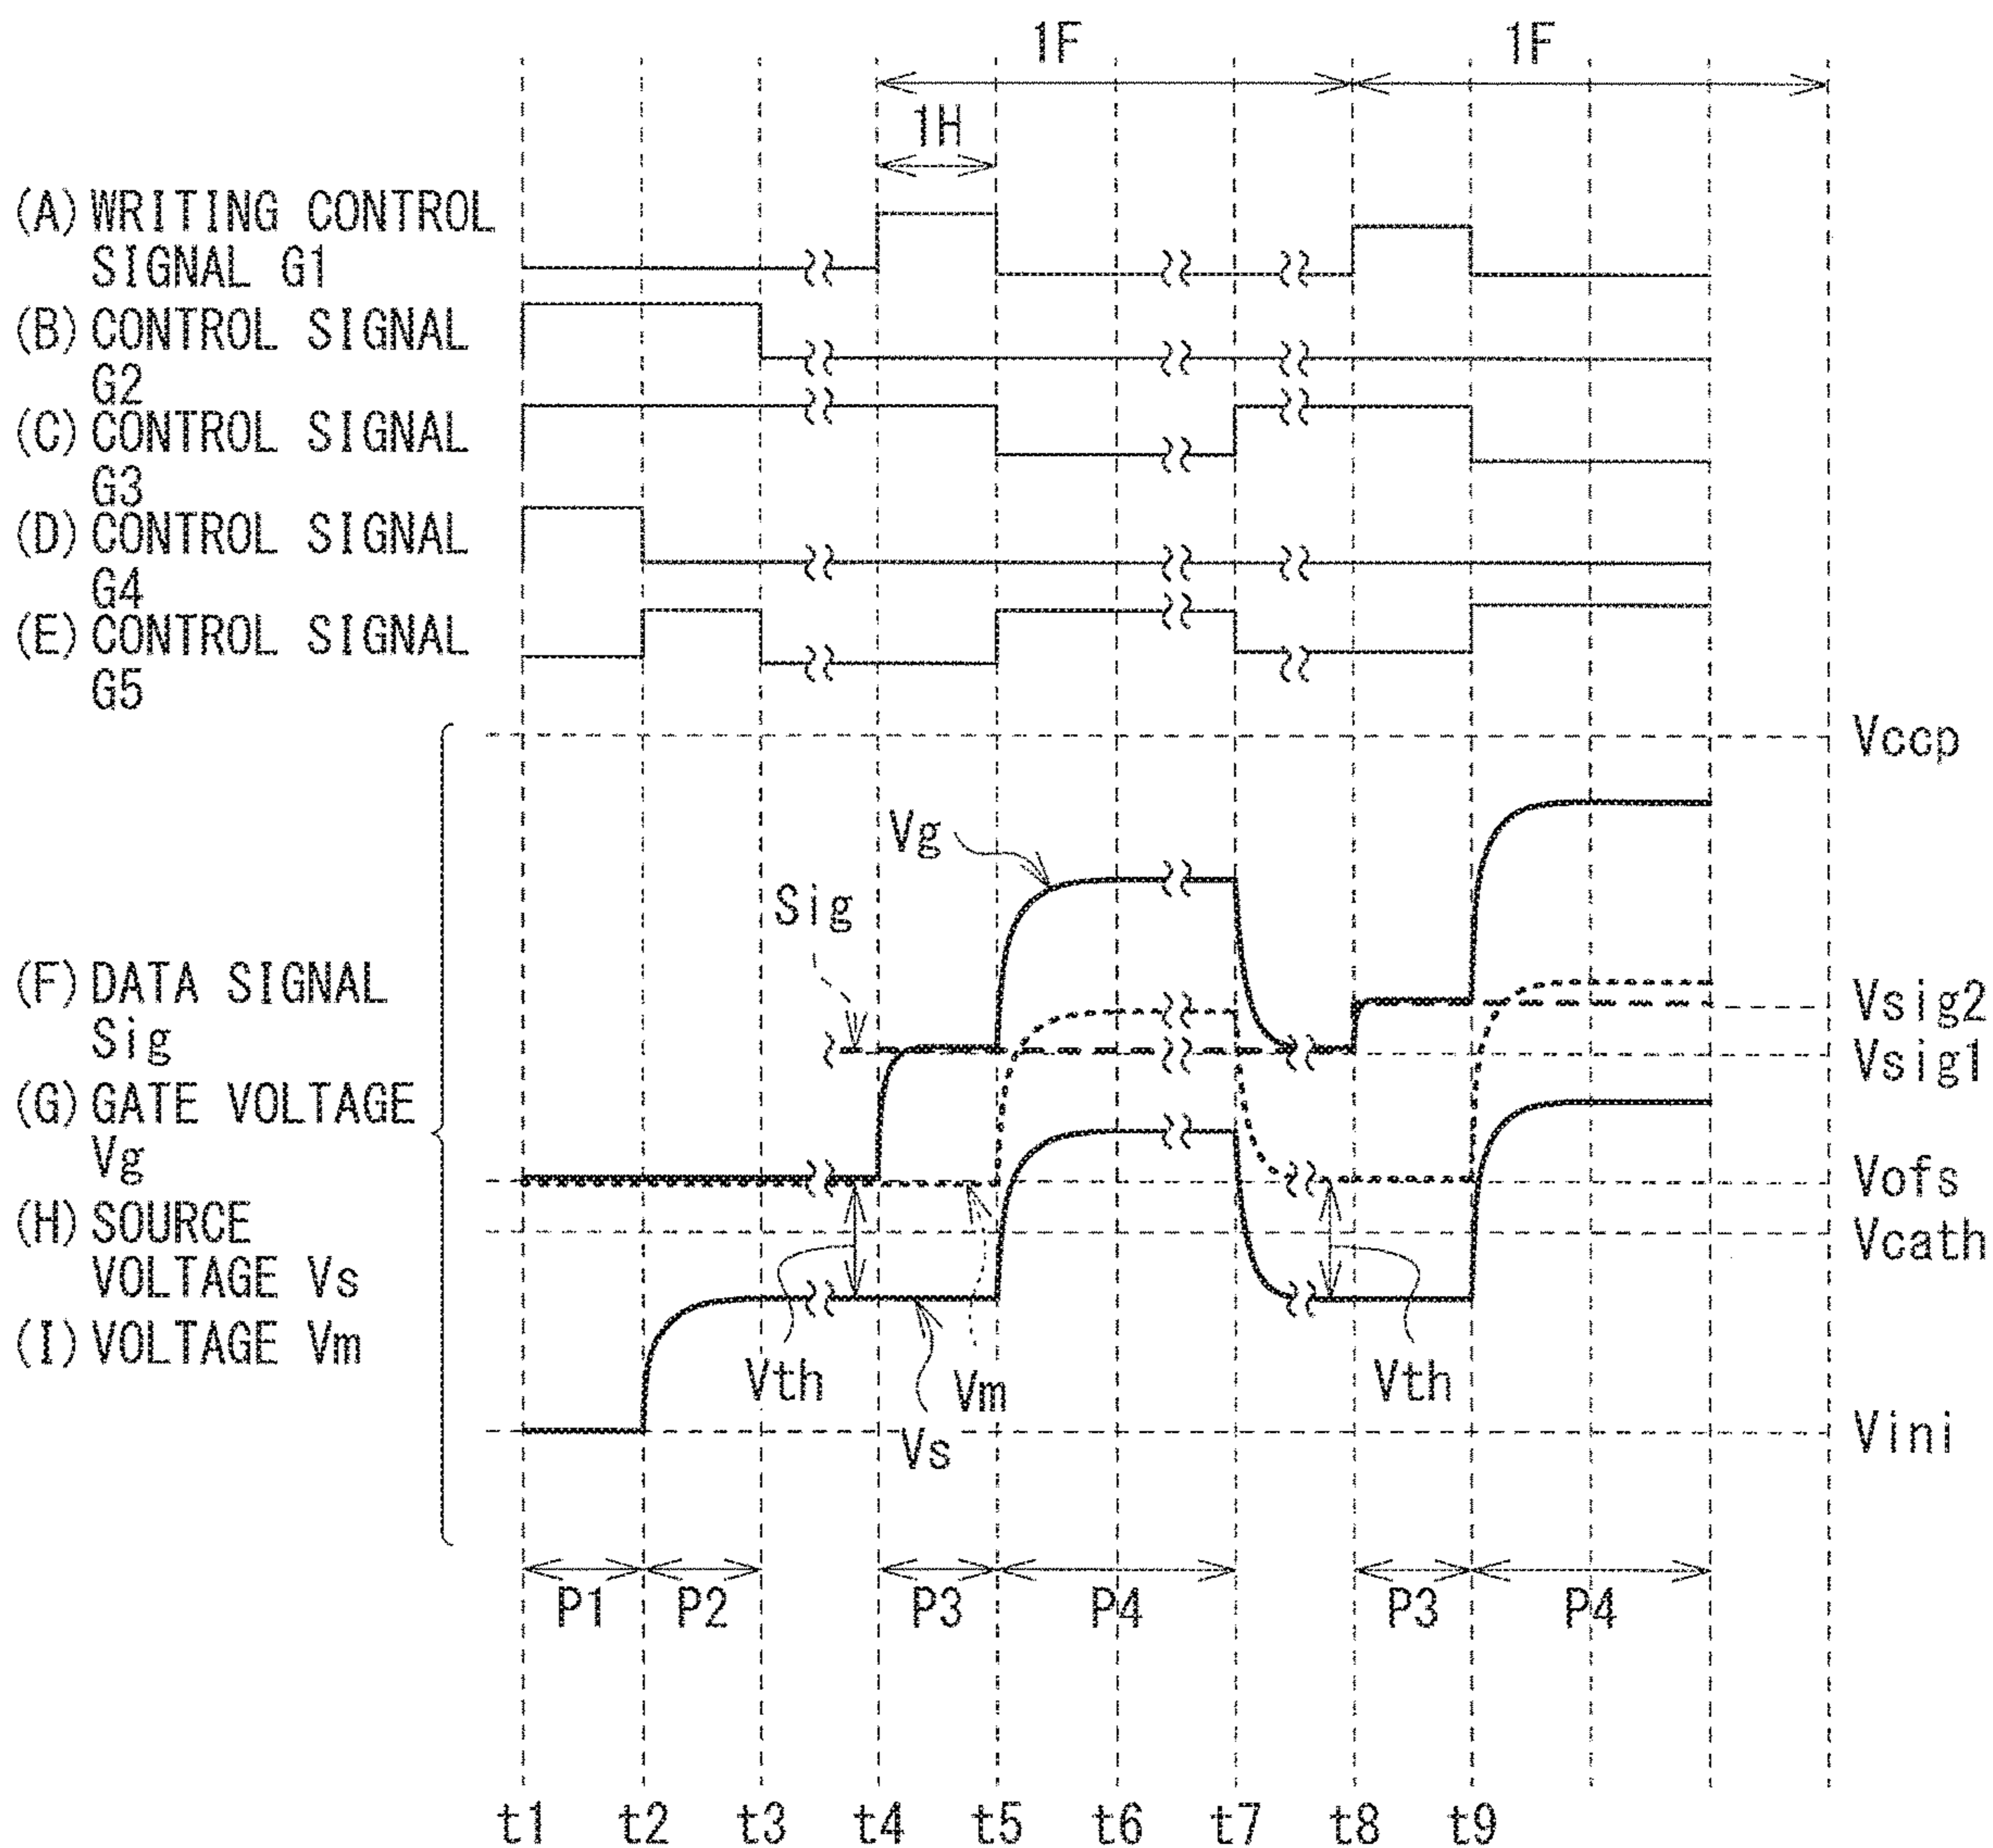 1F 1F
1H
(A) WRITING CONTROL
SIGNAL G1
(B) CONTROL SIGNAL
G2
(C) CONTROL SIGNAL
G3
(D) CONTROL SIGNAL
G4
(E) CONTROL SIGNAL
G5
Vccp
Vg
Sig
(F) DATA SIGNAL
Sig
Vsig2
Vsig1
(G) GATE VOLTAGE
Vg
Vofs
(H) SOURCE
VOLTAGE Vs
Vcath
(I) VOLTAGE Vm
Vth Vm Vth
Vs
Vini
P1 P2 P3 P4 P3 P4
t1 t2 t3 t4 t5 t6 t7 t8 t9